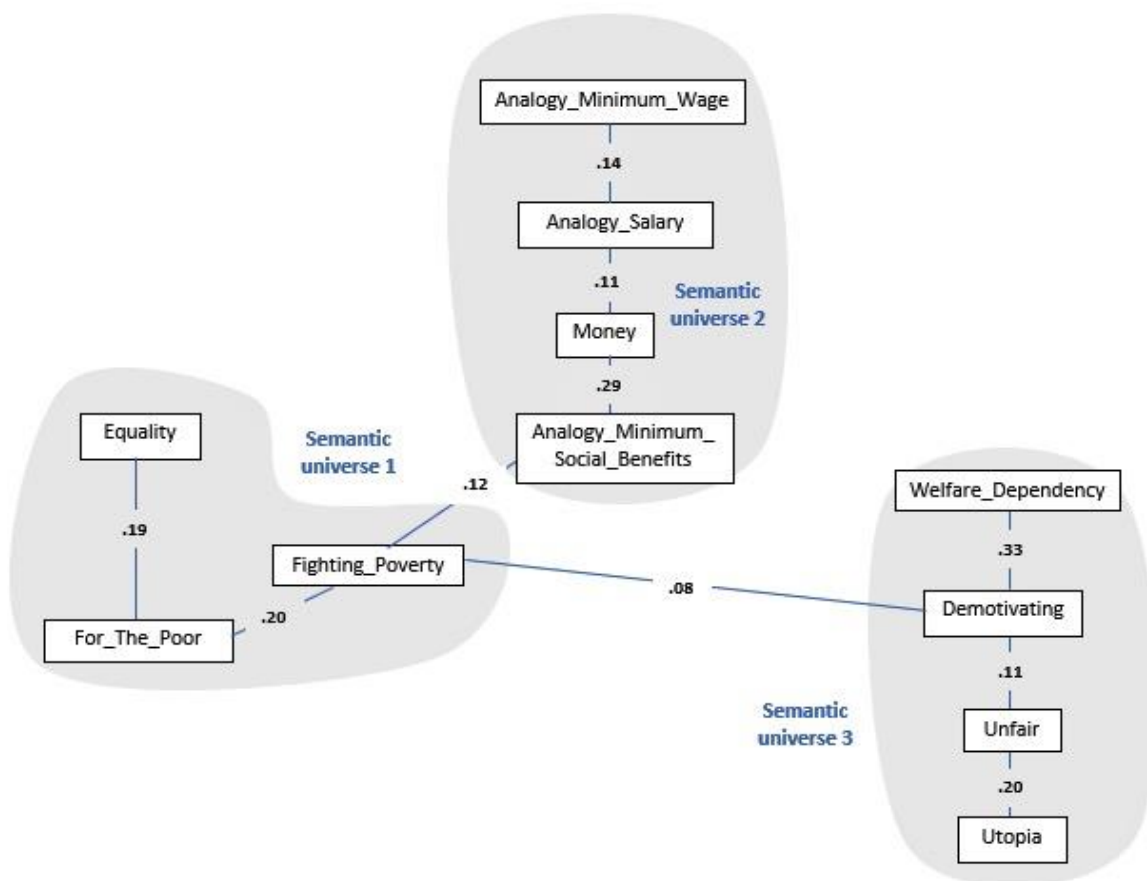 Analogy_Minimum_Wage
.14
Analogy_Salary
.11
Semantic
universe 2
Money
.29
Analogy_Minimum_
Social_Benefits
Equality
Semantic
universe 1
.12
.19
Fighting_Poverty
.20
For_The_Poor
.08
Welfare_Dependency
.33
Demotivating
.11
Semantic
universe 3
Unfair
.20
Utopia